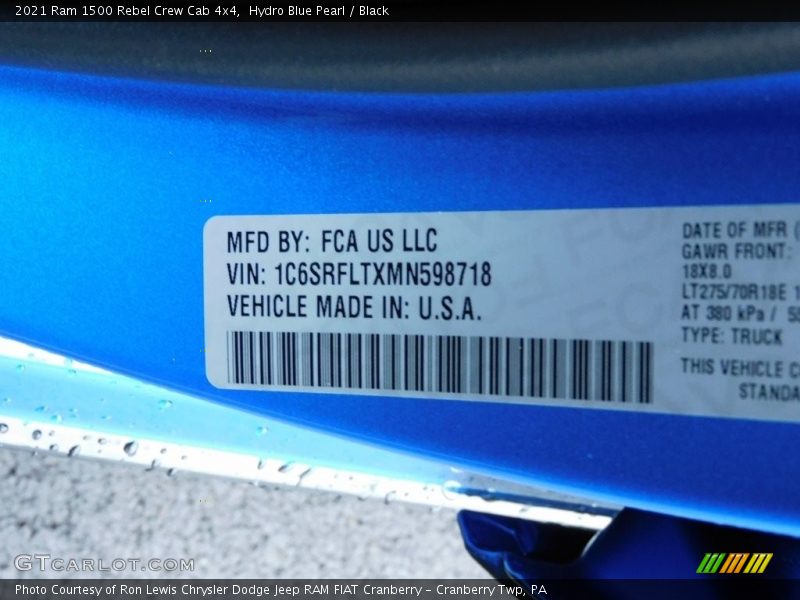 2021 Ram 1500 Rebel Crew Cab 4x4,  Hydro Blue Pearl / Black
MFD BY: FCA US LLC
VIN: 1C6SRFLTXMN598718
VEHICLE MADE IN: U.S.A.
DATE OF MFR
GAWR FRONT:
18X8.0
LT275/70R18E
AT 380 kPa /
TYPE: TRUCK
THIS VEHICLE
GTCARLOT.COM
Photo Courtesy of Ron Lewis Chrysler Dodge Jeep RAM FIAT Cranberry - Cranberry Twp, PA